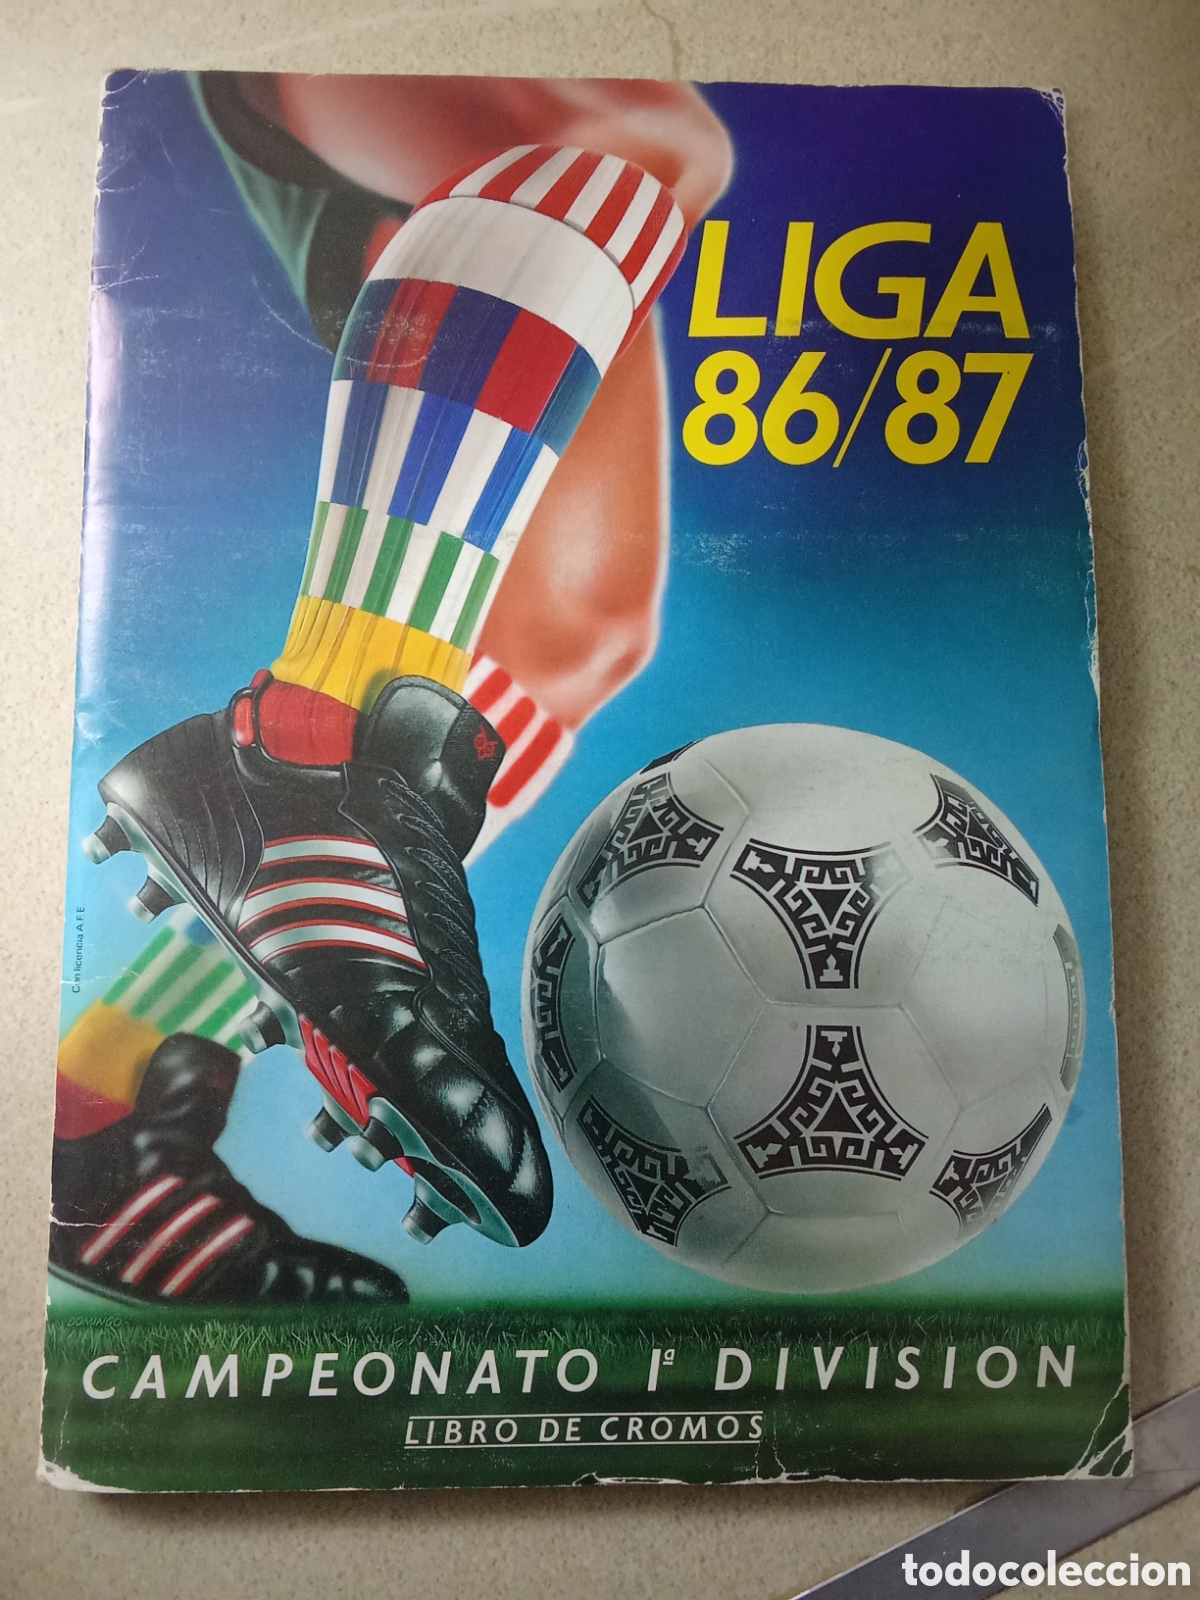 LIGA
86/87
Con licencia A.F.E.
DOMINGO
CAMPEONATO 1ª DIVISION
LIBRO DE CROMOS
todocoleccion